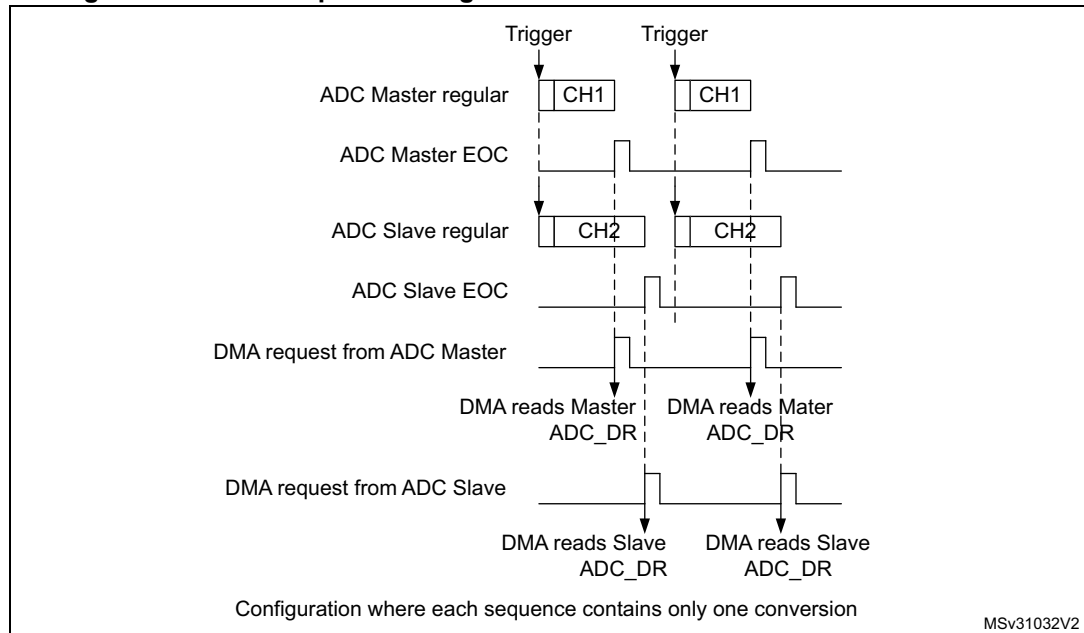 Trigger Trigger
ADC Master regular CH1 CH1
ADC Master EOC
ADC Slave regular CH2 CH2
ADC Slave EOC
DMA request from ADC Master
DMA reads Master DMA reads Mater
ADC_DR ADC_DR
DMA request from ADC Slave
DMA reads Slave DMA reads Slave
ADC_DR ADC_DR
Configuration where each sequence contains only one conversion
MSv31032V2